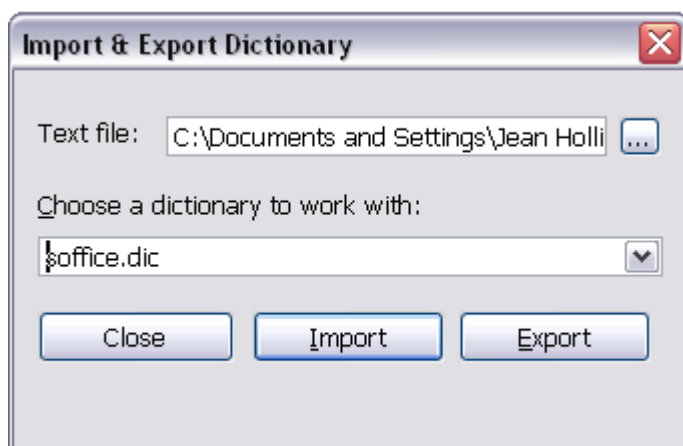 Import & Export Dictionary
Text file: C:\Documents and Settings\Jean Holli ...
Choose a dictionary to work with:
soffice.dic
Close Import Export